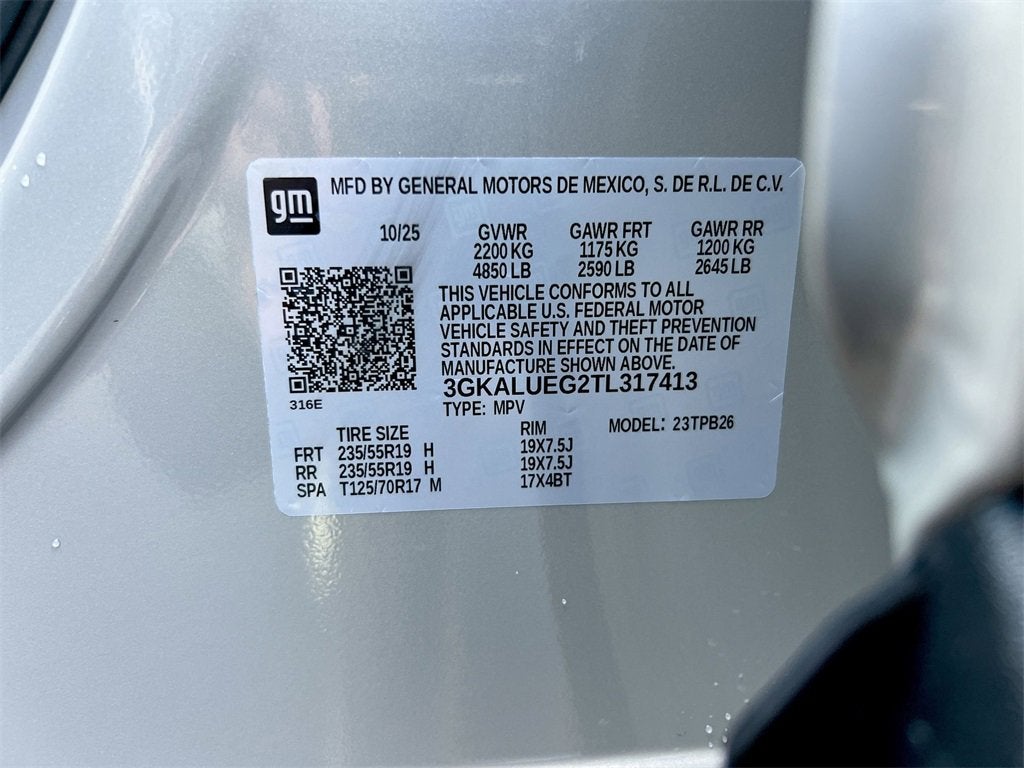 gm
MFD BY GENERAL MOTORS DE MEXICO, S. DE R.L. DE C.V.
10/25 GVWR GAWR FRT GAWR RR
2200 KG 1175 KG 1200 KG
4850 LB 2590 LB 2645 LB
THIS VEHICLE CONFORMS TO ALL
APPLICABLE U.S. FEDERAL MOTOR
VEHICLE SAFETY AND THEFT PREVENTION
STANDARDS IN EFFECT ON THE DATE OF
MANUFACTURE SHOWN ABOVE.
3GKALUEG2TL317413
316E
TYPE: MPV MODEL: 23TPB26
TIRE SIZE RIM
FRT 235/55R19 H 19X7.5J
RR 235/55R19 H 19X7.5J
SPA T125/70R17 M 17X4BT